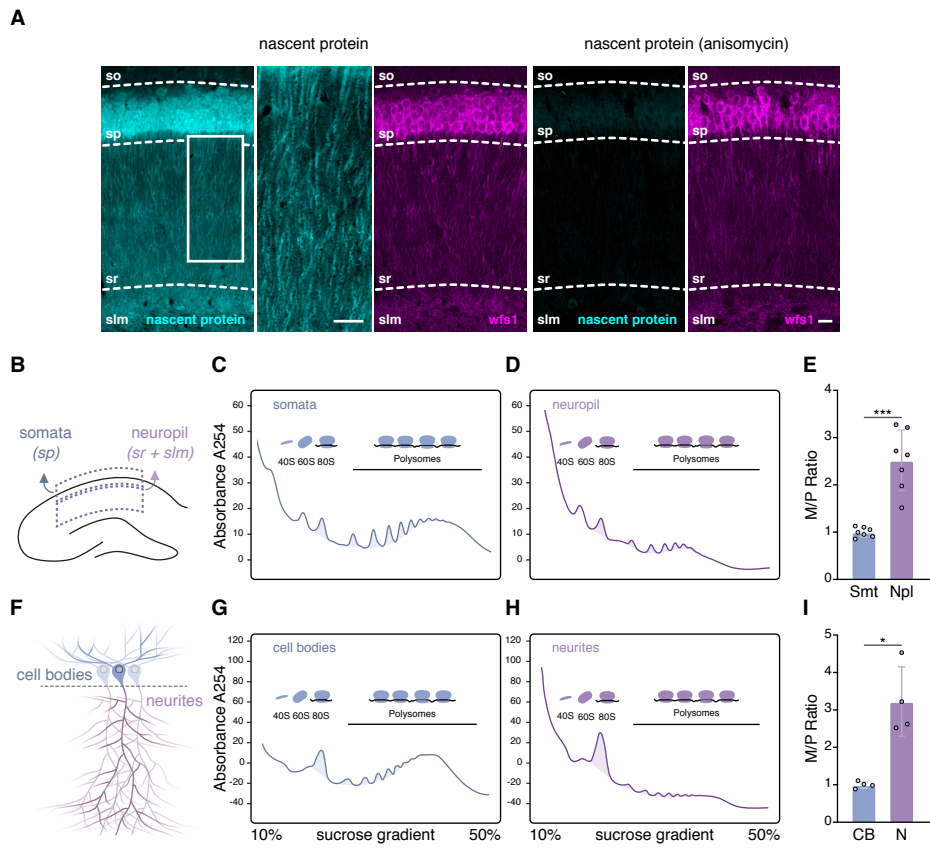 A
nascent protein
nascent protein (anisomycin)
so
sp
sr
slm
nascent protein
slm
wfs1
so
sp
sr
slm
nascent protein
slm
wfs1
B
somata
(sp)
neuropil
(sr + slm)
C
Absorbance A254
60
50
40
30
20
10
0
somata
40S 60S 80S
Polysomes
D
60
50
40
30
20
10
0
neuropil
40S 60S 80S
Polysomes
E
M/P Ratio
4
3
2
1
0
***
Smt Npl
F
cell bodies
neurites
G
Absorbance A254
120
100
80
60
40
20
0
-20
-40
cell bodies
40S 60S 80S
Polysomes
10% sucrose gradient 50%
H
120
100
80
60
40
20
0
-20
-40
neurites
40S 60S 80S
Polysomes
10% sucrose gradient 50%
I
M/P Ratio
5
4
3
2
1
0
*
CB N